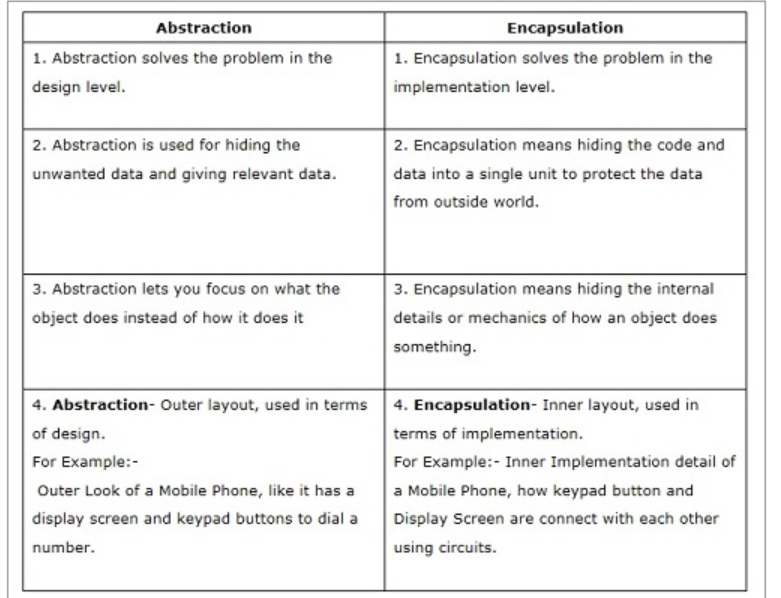 Abstraction
Encapsulation
1. Abstraction solves the problem in the
design level.
1. Encapsulation solves the problem in the
implementation level.
2. Abstraction is used for hiding the
unwanted data and giving relevant data.
2. Encapsulation means hiding the code and
data into a single unit to protect the data
from outside world.
3. Abstraction lets you focus on what the
object does instead of how it does it
3. Encapsulation means hiding the internal
details or mechanics of how an object does
something.
4. Abstraction- Outer layout, used in terms
of design.
For Example:-
Outer Look of a Mobile Phone, like it has a
display screen and keypad buttons to dial a
number.
4. Encapsulation- Inner layout, used in
terms of implementation.
For Example:- Inner Implementation detail of
a Mobile Phone, how keypad button and
Display Screen are connect with each other
using circuits.